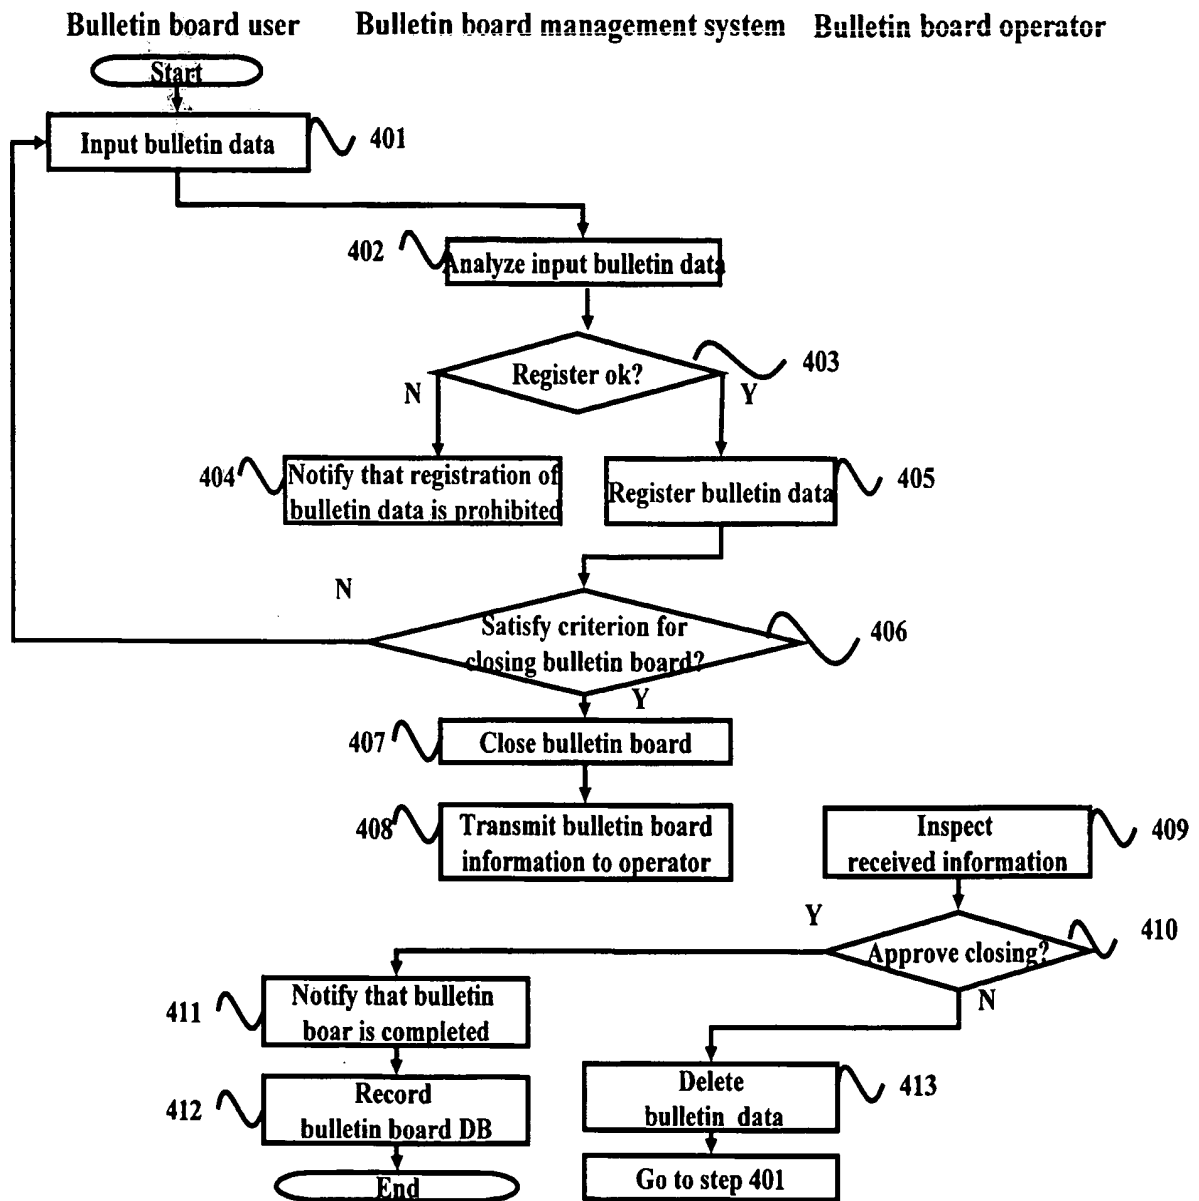 Bulletin board user
Bulletin board management system
Bulletin board operator
Start
Input bulletin data
401
402
Analyze input bulletin data
403
Register ok?
N
Y
404
Notify that registration of
bulletin data is prohibited
Register bulletin data
405
N
Satisfy criterion for
closing bulletin board?
406
Y
407
Close bulletin board
408
Transmit bulletin board
information to operator
Inspect
received information
409
Y
Approve closing?
410
N
411
Notify that bulletin
boar is completed
412
Record
bulletin board DB
End
Delete
bulletin data
413
Go to step 401